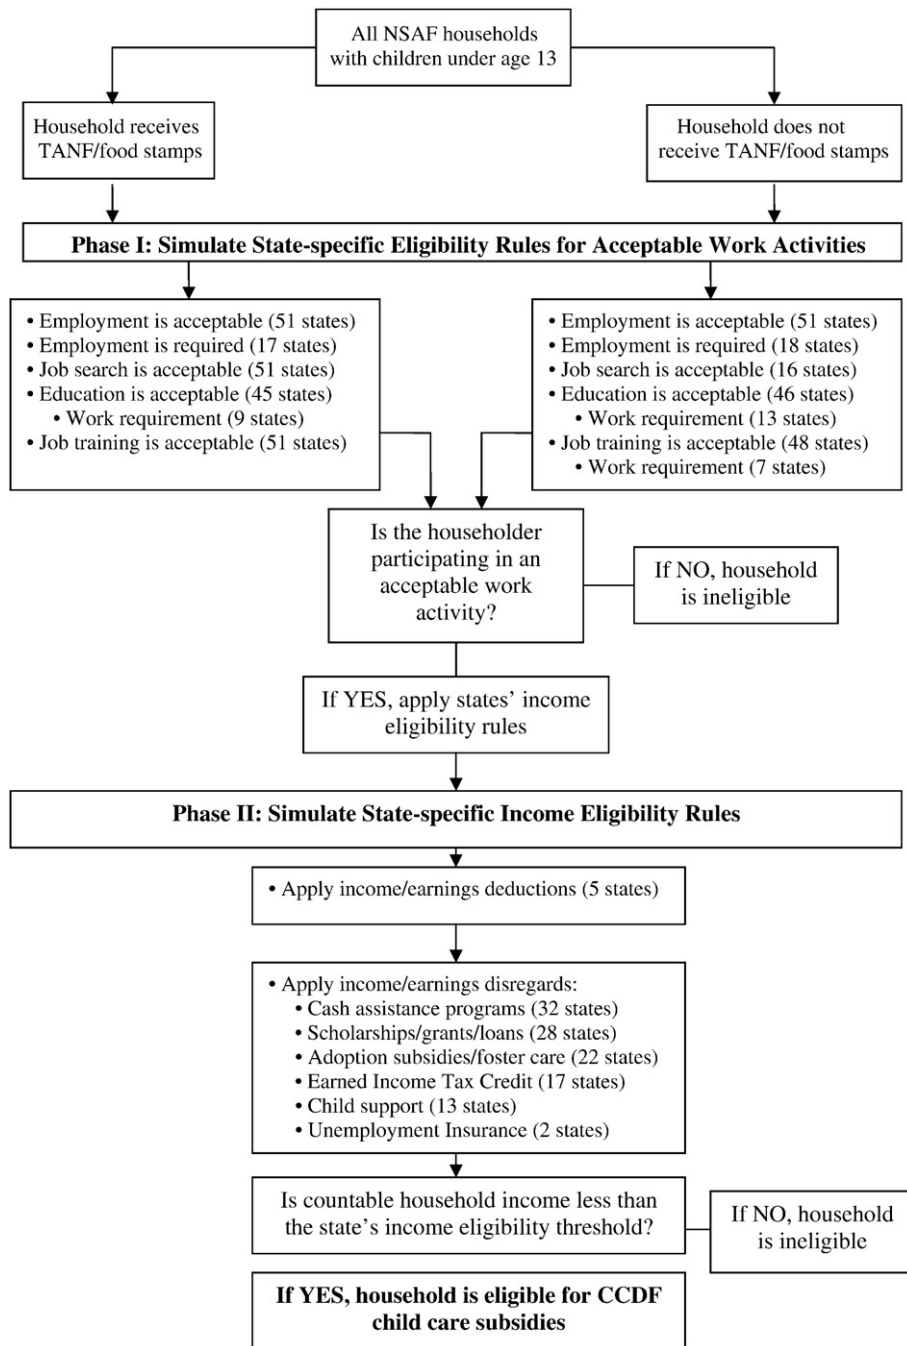 All NSAF households
with children under age 13
Household receives
TANF/food stamps
Household does not
receive TANF/food stamps
Phase I: Simulate State-specific Eligibility Rules for Acceptable Work Activities
• Employment is acceptable (51 states)
• Employment is required (17 states)
• Job search is acceptable (51 states)
• Education is acceptable (45 states)
• Work requirement (9 states)
• Job training is acceptable (51 states)
• Employment is acceptable (51 states)
• Employment is required (18 states)
• Job search is acceptable (16 states)
• Education is acceptable (46 states)
• Work requirement (13 states)
• Job training is acceptable (48 states)
• Work requirement (7 states)
Is the householder
participating in an
acceptable work
activity?
If NO, household
is ineligible
If YES, apply states’ income
eligibility rules
Phase II: Simulate State-specific Income Eligibility Rules
• Apply income/earnings deductions (5 states)
• Apply income/earnings disregards:
• Cash assistance programs (32 states)
• Scholarships/grants/loans (28 states)
• Adoption subsidies/foster care (22 states)
• Earned Income Tax Credit (17 states)
• Child support (13 states)
• Unemployment Insurance (2 states)
Is countable household income less than
the state’s income eligibility threshold?
If NO, household
is ineligible
If YES, household is eligible for CCDF
child care subsidies